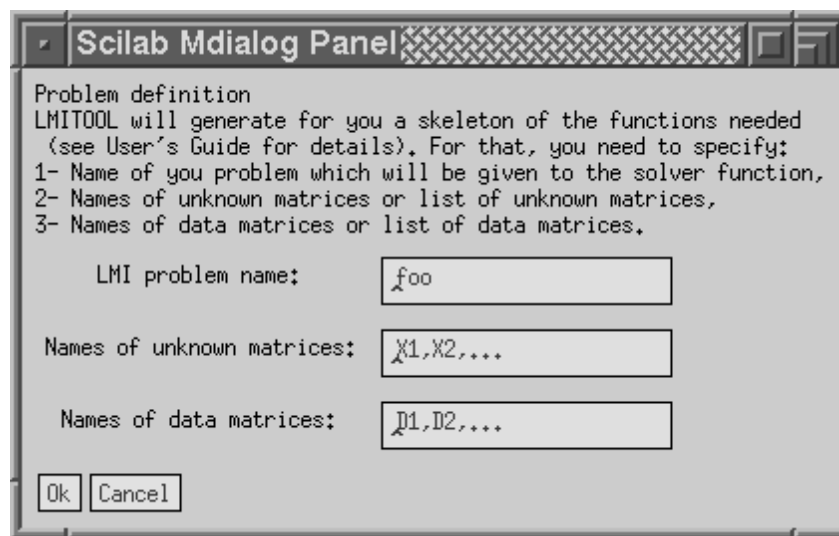 Scilab Mdialog Panel
Problem definition
LMITOOL will generate for you a skeleton of the functions needed
(see User's Guide for details). For that, you need to specify:
1- Name of you problem which will be given to the solver function,
2- Names of unknown matrices or list of unknown matrices,
3- Names of data matrices or list of data matrices.
LMI problem name: foo
Names of unknown matrices: X1,X2,...
Names of data matrices: D1,D2,...
Ok Cancel